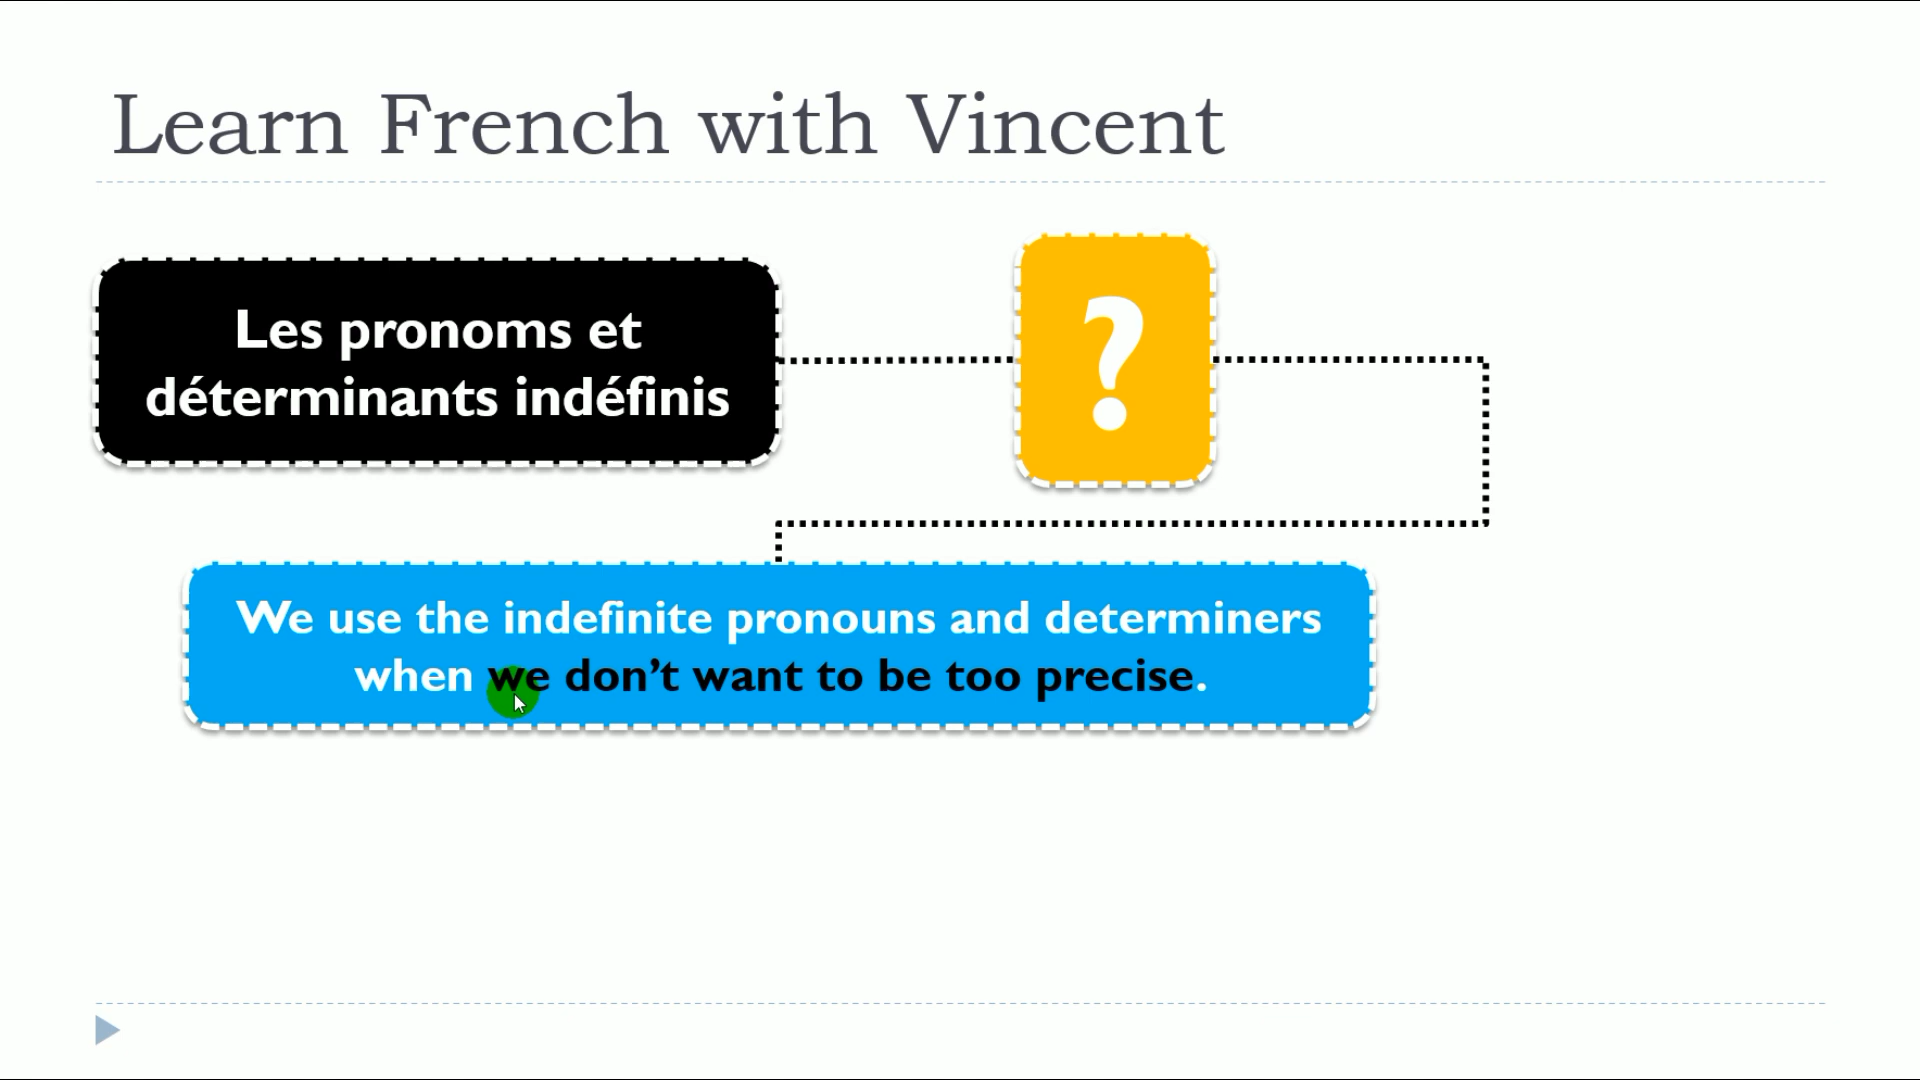 Learn French with Vincent
Les pronoms et
déterminants indéfinis
?
We use the indefinite pronouns and determiners
when we don’t want to be too precise.